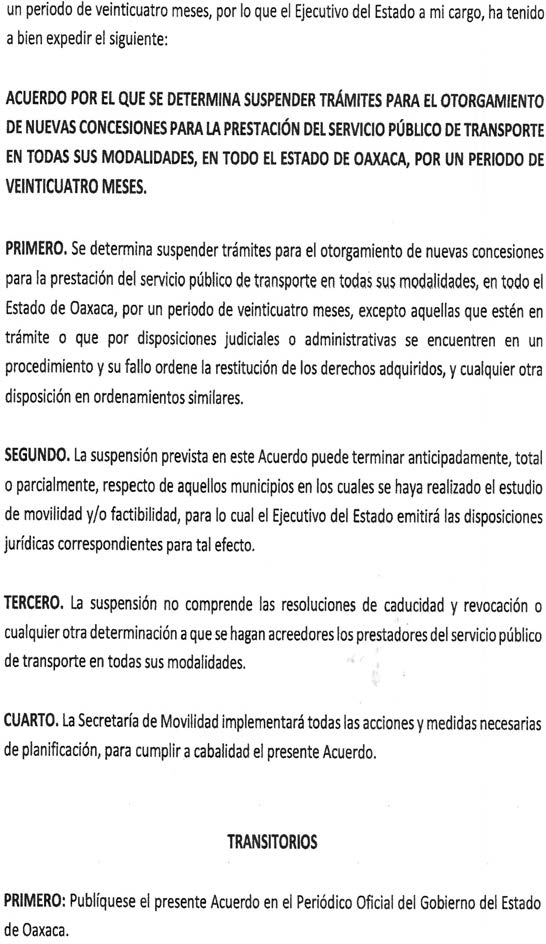 un periodo de veinticuatro meses, por lo que el Ejecutivo del Estado a mi cargo, ha tenido
a bien expedir el siguiente:
ACUERDO POR EL QUE SE DETERMINA SUSPENDER TRÁMITES PARA EL OTORGAMIENTO
DE NUEVAS CONCESIONES PARA LA PRESTACIÓN DEL SERVICIO PÚBLICO DE TRANSPORTE
EN TODAS SUS MODALIDADES, EN TODO EL ESTADO DE OAXACA, POR UN PERIODO DE
VEINTICUATRO MESES.
PRIMERO. Se determina suspender trámites para el otorgamiento de nuevas concesiones
para la prestación del servicio público de transporte en todas sus modalidades, en todo el
Estado de Oaxaca, por un periodo de veinticuatro meses, excepto aquellas que estén en
trámite o que por disposiciones judiciales o administrativas se encuentren en un
procedimiento y su fallo ordene la restitución de los derechos adquiridos, y cualquier otra
disposición en ordenamientos similares.
SEGUNDO. La suspensión prevista en este Acuerdo puede terminar anticipadamente, total
o parcialmente, respecto de aquellos municipios en los cuales se haya realizado el estudio
de movilidad y/o factibilidad, para lo cual el Ejecutivo del Estado emitirá las disposiciones
jurídicas correspondientes para tal efecto.
TERCERO. La suspensión no comprende las resoluciones de caducidad y revocación o
cualquier otra determinación a que se hagan acreedores los prestadores del servicio público
de transporte en todas sus modalidades.
CUARTO. La Secretaría de Movilidad implementará todas las acciones y medidas necesarias
de planificación, para cumplir a cabalidad el presente Acuerdo.
TRANSITORIOS
PRIMERO: Publíquese el presente Acuerdo en el Periódico Oficial del Gobierno del Estado
de Oaxaca.